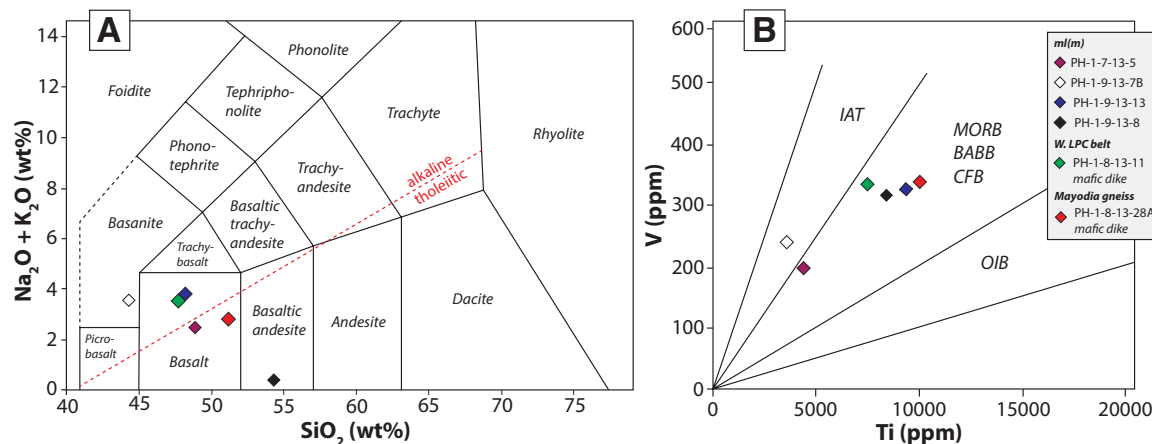 A
14
12
10
8
6
4
2
0
Na2O + K2O (wt%)
40
45
50
55
60
65
70
75
SiO2 (wt%)
Foidite
Phonolite
Tephripho-
nolite
Trachyte
Rhyolite
Phono-
tephrite
Trachy-
andesite
alkaline
tholeiitic
Basanite
Basaltic
trachy-
andesite
Trachy-
basalt
Picro-
basalt
Basalt
Basaltic
andesite
Andesite
Dacite
B
600
500
400
300
200
100
0
V (ppm)
0
5000
10000
15000
20000
Ti (ppm)
IAT
MORB
BABB
CFB
OIB
ml(m)
PH-1-7-13-5
PH-1-9-13-7B
PH-1-9-13-13
PH-1-9-13-8
W. LPC belt
PH-1-8-13-11
mafic dike
Mayodia gneiss
PH-1-8-13-28A
mafic dike